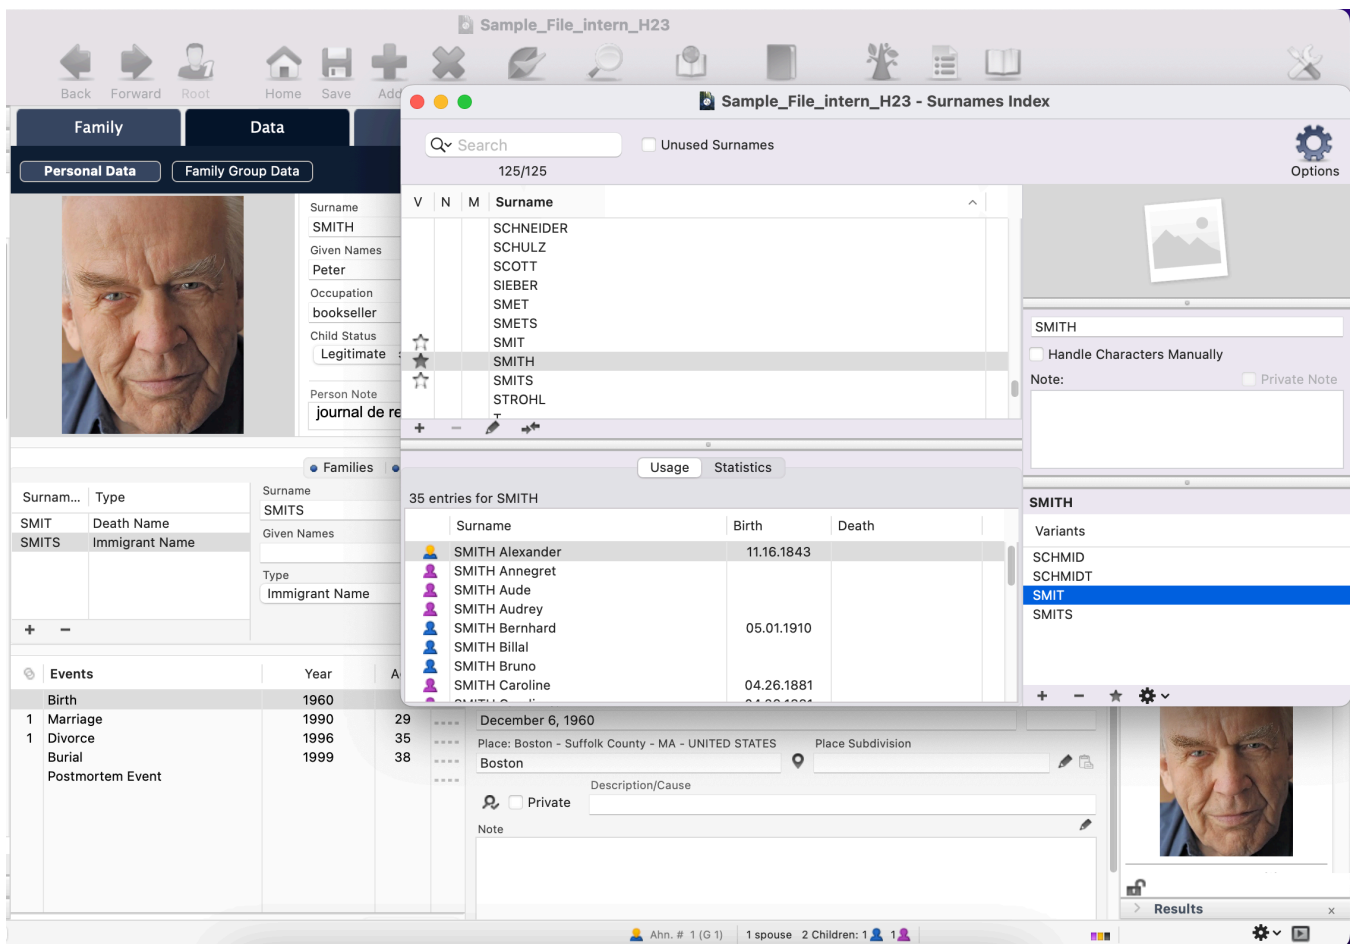 Sample_File_intern_H23
Back
Forward
Root
Home
Save
Add
Sample_File_intern_H23 - Surnames Index
Family
Data
Search
Unused Surnames
125/125
Options
Personal Data
Family Group Data
V N M Surname
SCHNEIDER
SCHULZ
SCOTT
SIEBER
SMET
SMETS
SMIT
SMITH
SMITS
STROHL
Surname
SMITH
Given Names
Peter
Occupation
bookseller
Child Status
Legitimate
Person Note
journal de re
SMITH
Handle Characters Manually
Note:
Private Note
Families
Surnam... Type
SMIT Death Name
SMITS Immigrant Name
Surname
SMITS
Given Names
Type
Immigrant Name
Usage
Statistics
35 entries for SMITH
Surname Birth Death
SMITH Alexander 11.16.1843
SMITH Annegret
SMITH Aude
SMITH Audrey
SMITH Bernhard 05.01.1910
SMITH Billal
SMITH Bruno
SMITH Caroline 04.26.1881
SMITH
Variants
SCHMID
SCHMIDT
SMIT
SMITS
Events Year A
Birth 1960
1 Marriage 1990 29
1 Divorce 1996 35
Burial 1999 38
Postmortem Event
December 6, 1960
Place: Boston - Suffolk County - MA - UNITED STATES
Place Subdivision
Boston
Description/Cause
Private
Note
Results
Ahn. # 1 (G 1)
1 spouse 2 Children: 1 1